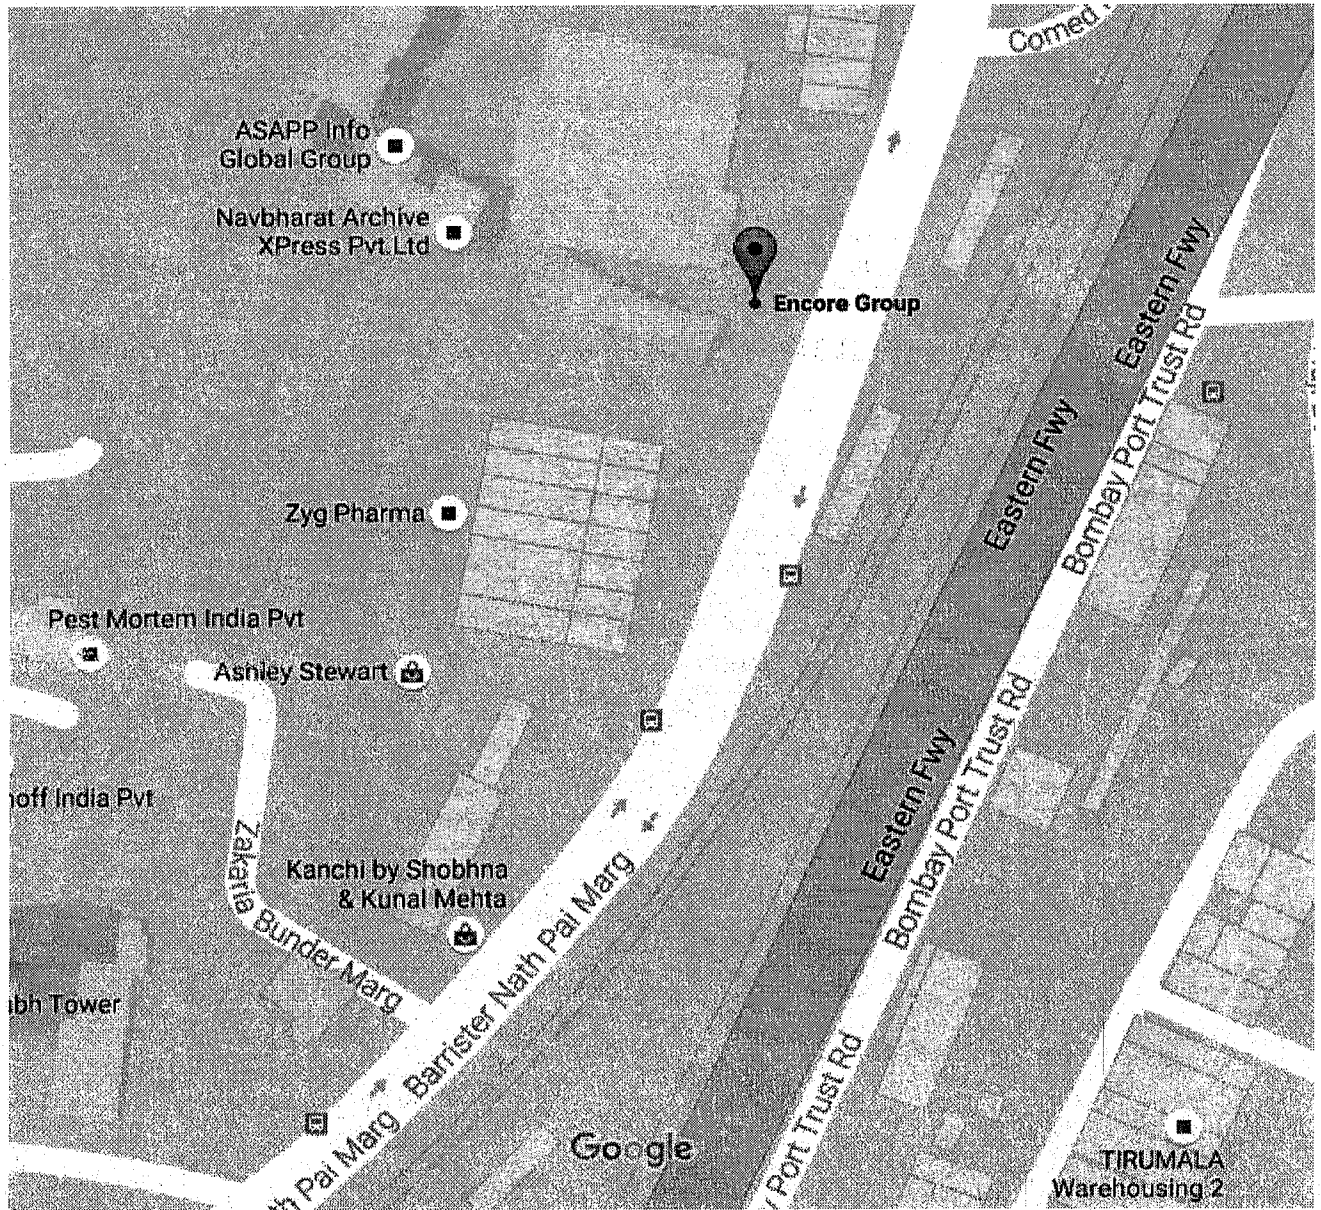 Comed
ASAPP Info
Global Group
Navbharat Archive
XPress Pvt.Ltd
Encore Group
Eastern Fwy
Bombay Port Trust Rd
Eastern Fwy
Zyg Pharma
Pest Mortem India Pvt
Ashley Stewart
Eastern Fwy
Bombay Port Trust Rd
noff India Pvt
Zakaria Bunder Marg
Kanchi by Shobhna
& Kunal Mehta
Barrister Nath Pai Marg
bh Tower
th Pai Marg
Port Trust Rd
Google
TIRUMALA
Warehousing 2